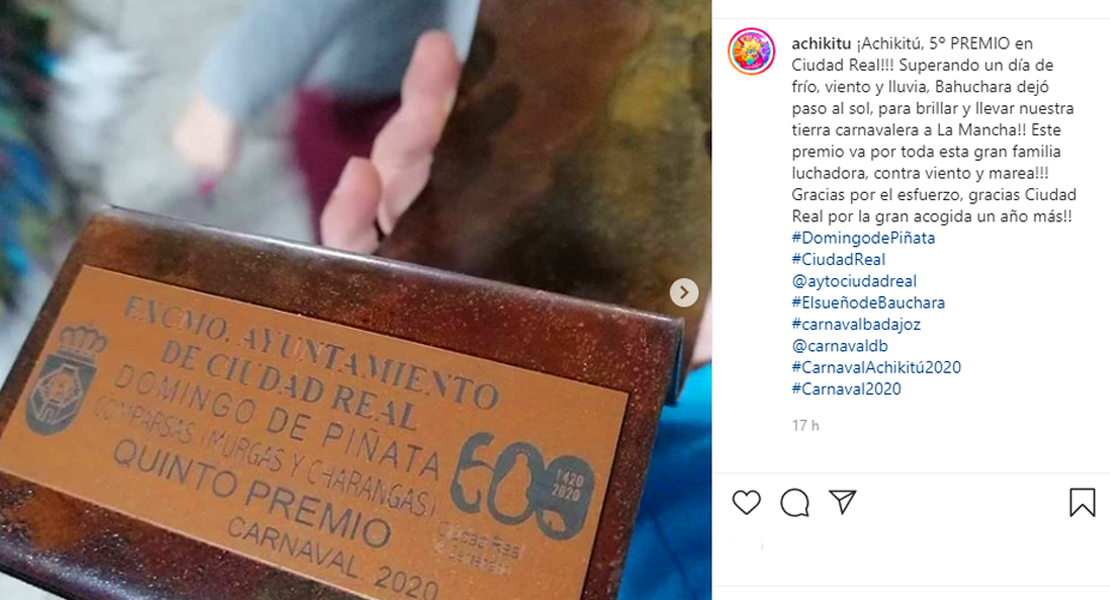 EXCMO. AYUNTAMIENTO
DE CIUDAD REAL
DOMINGO DE PIÑATA
COMPARSAS (MURGAS Y CHARANGAS)
QUINTO PREMIO
CARNAVAL 2020
600
1420
2020
Ciudad Real
achikitu ¡Achikitú, 5º PREMIO en
Ciudad Real!!! Superando un día de
frío, viento y lluvia, Bahuchara dejó
paso al sol, para brillar y llevar nuestra
tierra carnavalera a La Mancha!! Este
premio va por toda esta gran familia
luchadora, contra viento y marea!!!
Gracias por el esfuerzo, gracias Ciudad
Real por la gran acogida un año más!!
#DomingodePiñata
#CiudadReal
@aytociudadreal
#ElsueñodeBauchara
#carnavalbadajoz
@carnavaldb
#CarnavalAchikitú2020
#Carnaval2020
17 h